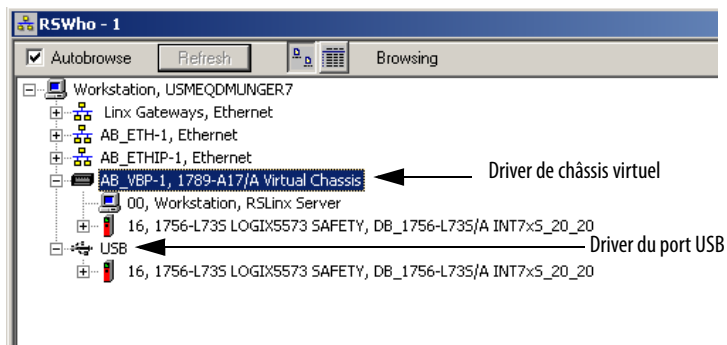 RSWho - 1
Autobrowse Refresh Browsing
Workstation, USMEQDMUNGER7
Linx Gateways, Ethernet
AB_ETH-1, Ethernet
AB_ETHIP-1, Ethernet
AB_VBP-1, 1789-A17/A Virtual Chassis
Driver de châssis virtuel
00, Workstation, RSLinx Server
16, 1756-L73S LOGIX5573 SAFETY, DB_1756-L73S/A INT7xS_20_20
USB
Driver du port USB
16, 1756-L73S LOGIX5573 SAFETY, DB_1756-L73S/A INT7xS_20_20